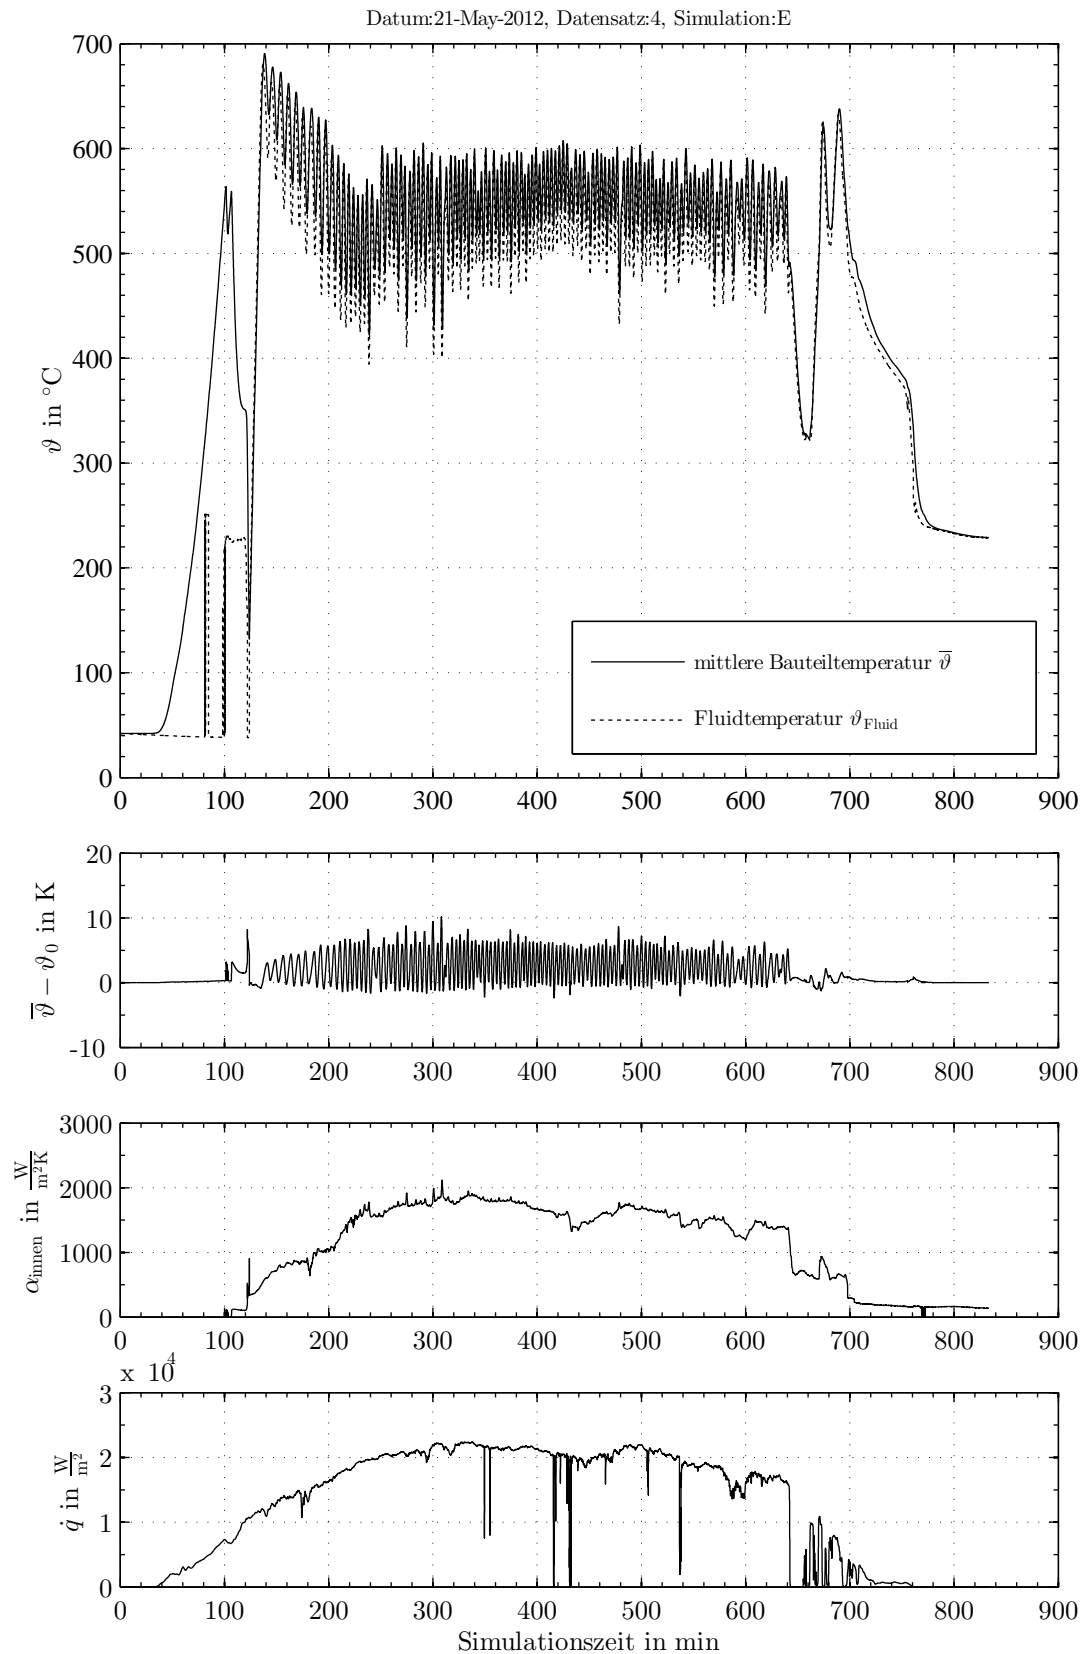 Datum:21-May-2012, Datensatz:4, Simulation:E
700
600
500
400
300
200
100
0
ϑ in °C
mittlere Bauteiltemperatur ϑ̅
Fluidtemperatur ϑ_Fluid
0 100 200 300 400 500 600 700 800 900
20
10
0
-10
ϑ̅ − ϑ_0 in K
0 100 200 300 400 500 600 700 800 900
3000
2000
1000
0
α_innen in W/m²K
0 100 200 300 400 500 600 700 800 900
x 10⁴
3
2
1
0
q̇ in W/m²
0 100 200 300 400 500 600 700 800 900
Simulationszeit in min